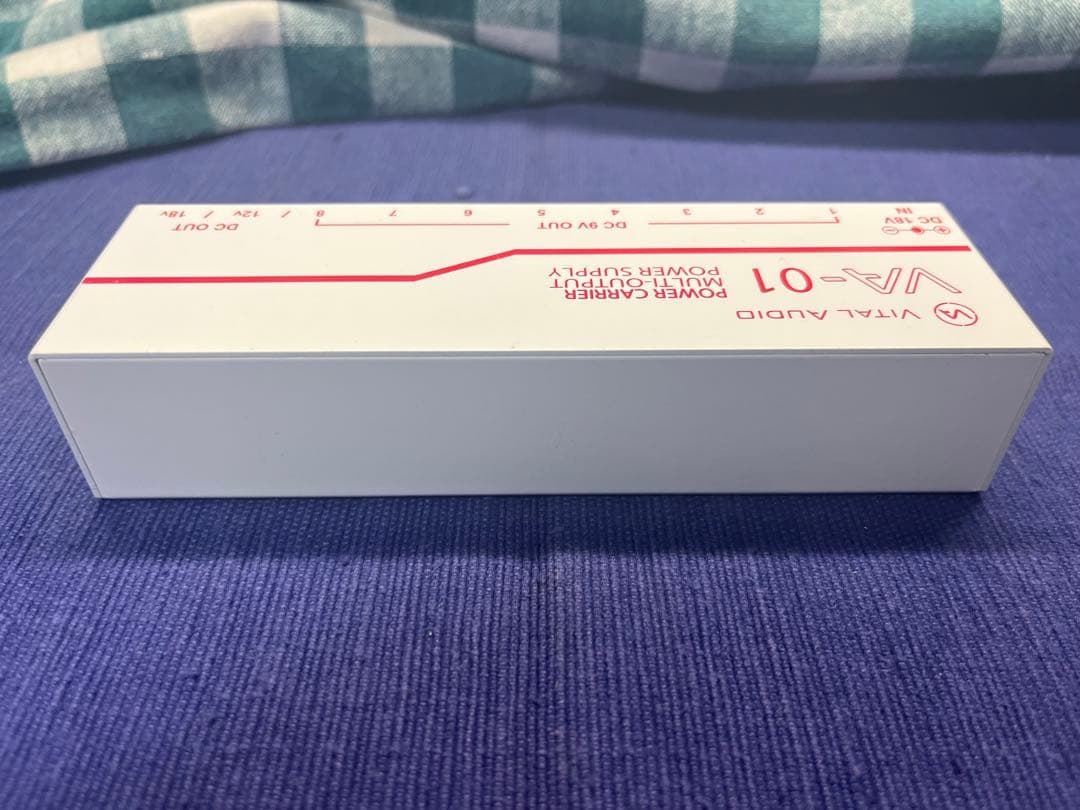 VITAL AUDIO
VA-01
POWER CARRIER
MULTI-OUTPUT
POWER SUPPLY
DC 18V
IN
DC 9V OUT
1 2 3 4 5 6 7 8
DC OUT
/ 12v / 18v